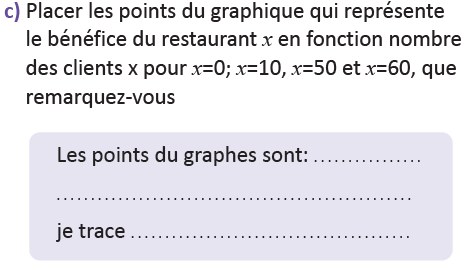 c) Placer les points du graphique qui représente
le bénéfice du restaurant x en fonction nombre
des clients x pour x=0; x=10, x=50 et x=60, que
remarquez-vous
Les points du graphes sont: ................
....................................................
je trace .........................................